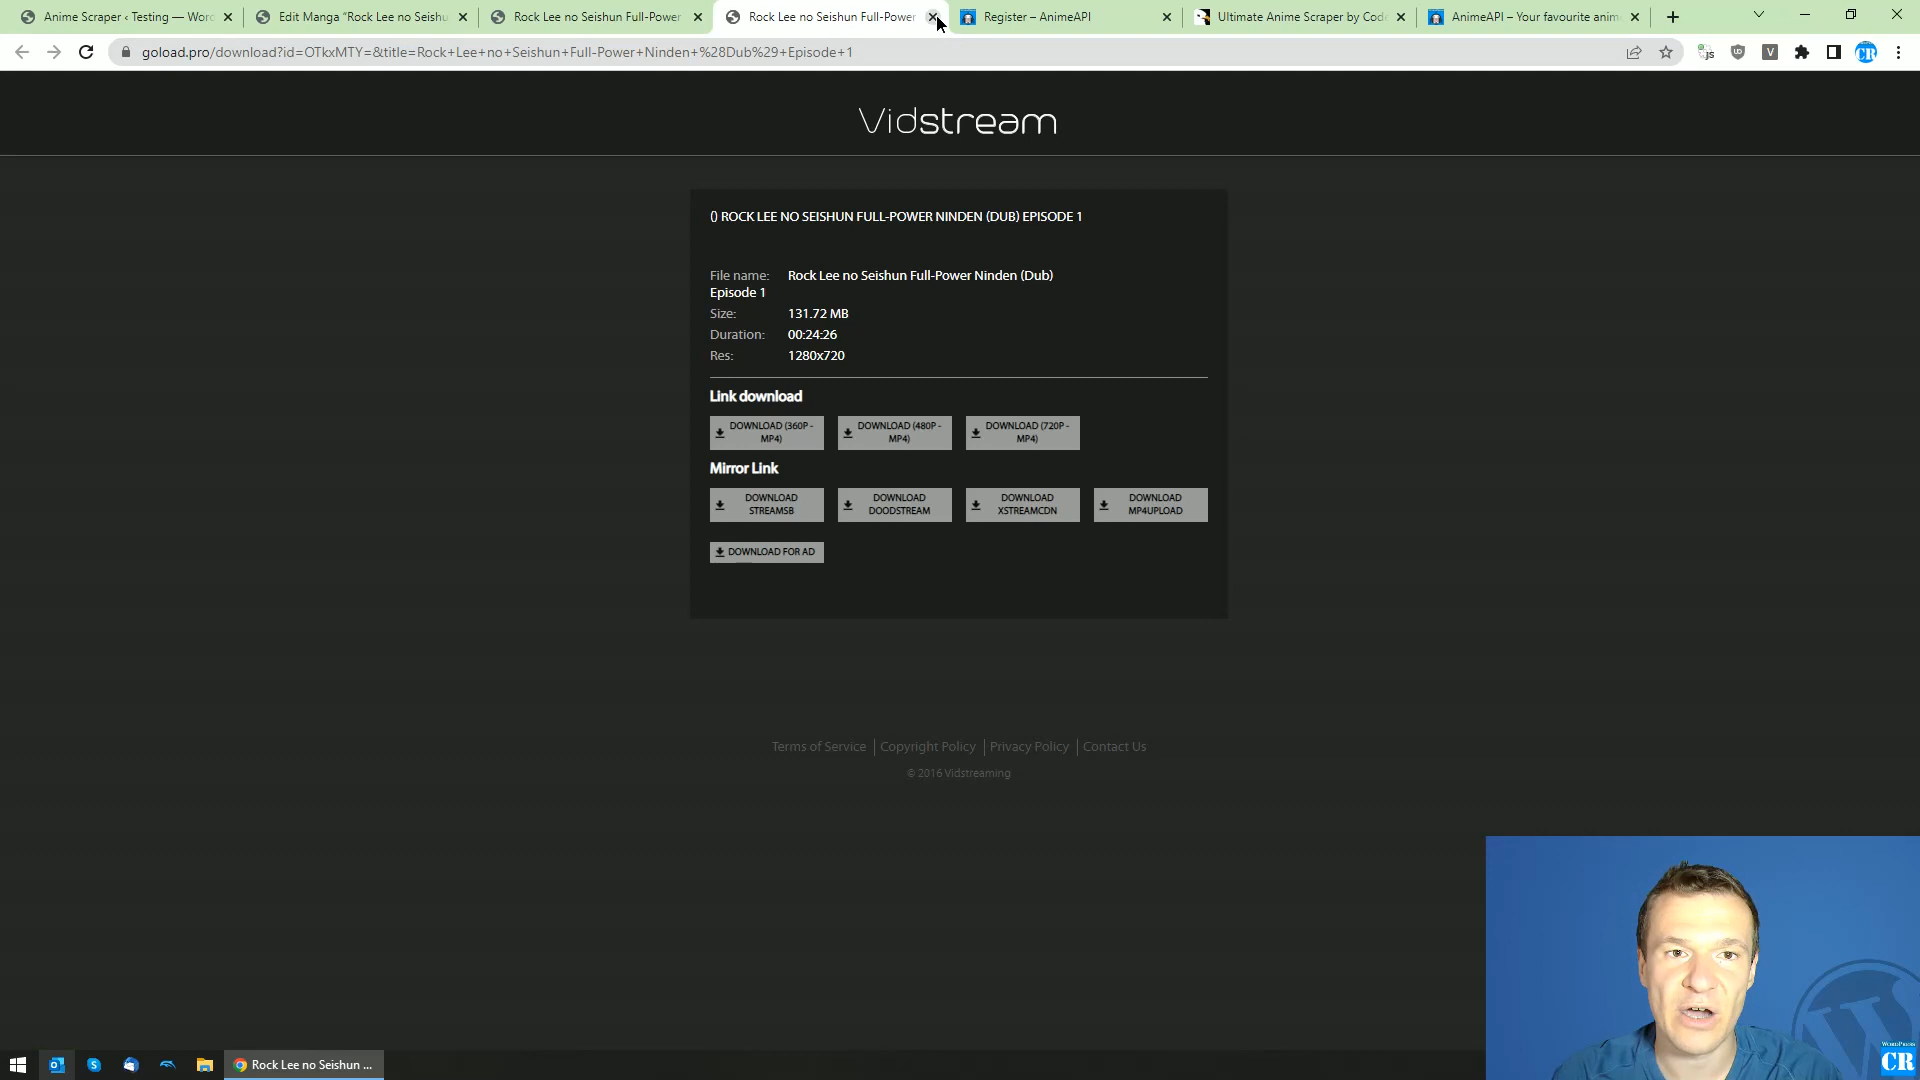 Anime Scraper ‹ Testing — Wor
Edit Manga “Rock Lee no Seishu
Rock Lee no Seishun Full-Power
Rock Lee no Seishun Full-Power
Register – AnimeAPI
Ultimate Anime Scraper by Code
AnimeAPI – Your favourite anim
goload.pro/download?id=OTkxMTY=&title=Rock+Lee+no+Seishun+Full-Power+Ninden+%28Dub%29+Episode+1
JS
V
CR
Vidstream
() ROCK LEE NO SEISHUN FULL-POWER NINDEN (DUB) EPISODE 1
File name: Rock Lee no Seishun Full-Power Ninden (Dub)
Episode 1
Size: 131.72 MB
Duration: 00:24:26
Res: 1280x720
Link download
DOWNLOAD (360P - MP4)
DOWNLOAD (480P - MP4)
DOWNLOAD (720P - MP4)
Mirror Link
DOWNLOAD STREAMSB
DOWNLOAD DOODSTREAM
DOWNLOAD XSTREAMCDN
DOWNLOAD MP4UPLOAD
DOWNLOAD FOR AD
Terms of Service
Copyright Policy
Privacy Policy
Contact Us
© 2016 Vidstreaming
Rock Lee no Seishun ...
WORDPRESS
CR